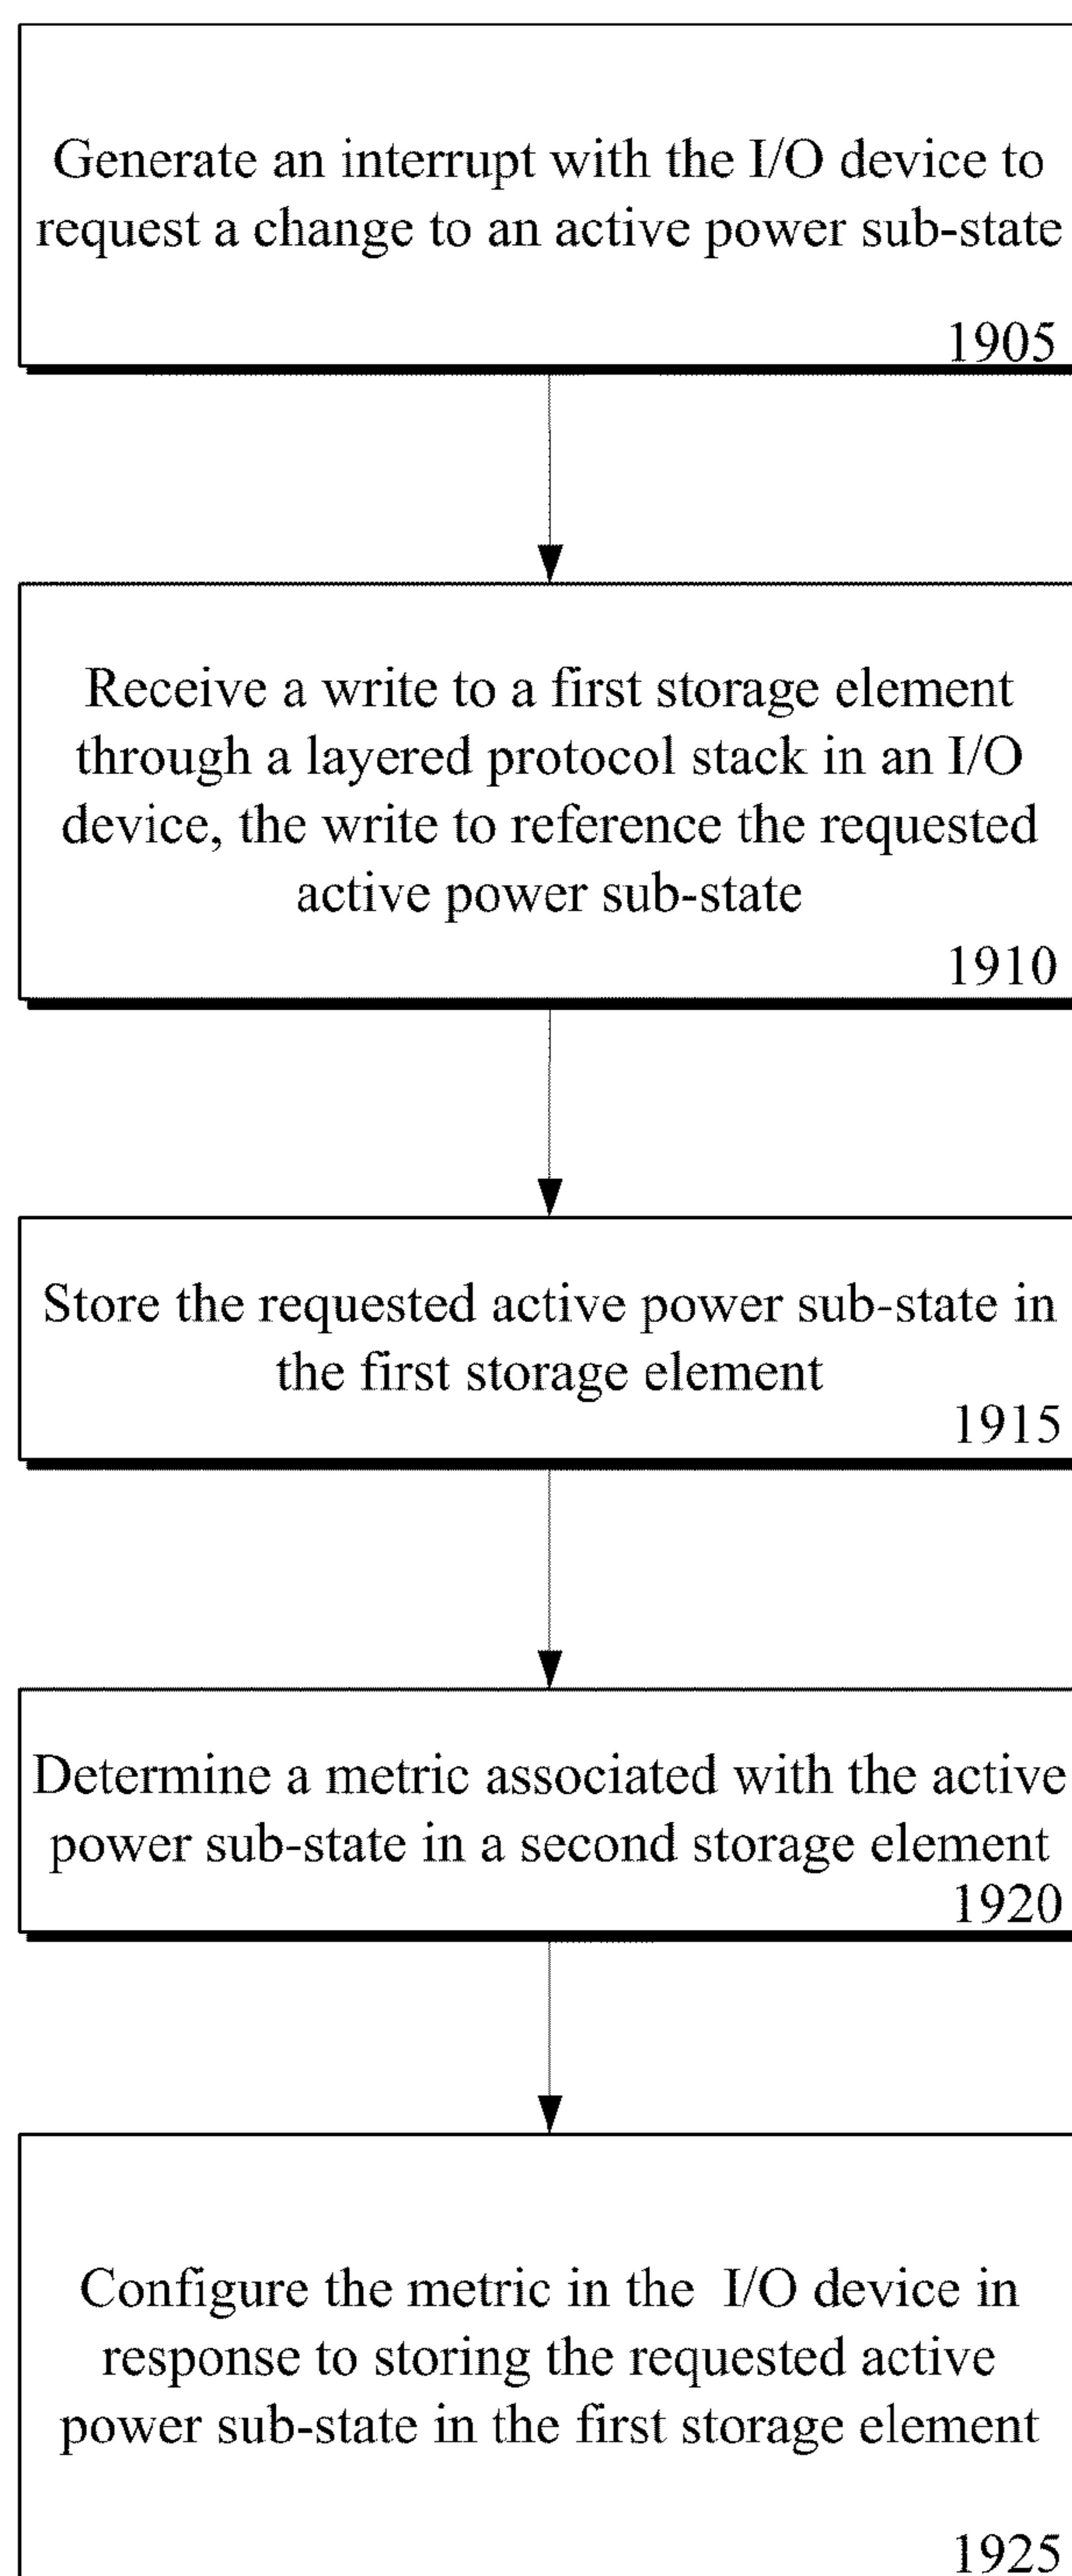 Generate an interrupt with the I/O device to
request a change to an active power sub-state
1905
Receive a write to a first storage element
through a layered protocol stack in an I/O
device, the write to reference the requested
active power sub-state
1910
Store the requested active power sub-state in
the first storage element
1915
Determine a metric associated with the active
power sub-state in a second storage element
1920
Configure the metric in the I/O device in
response to storing the requested active
power sub-state in the first storage element
1925